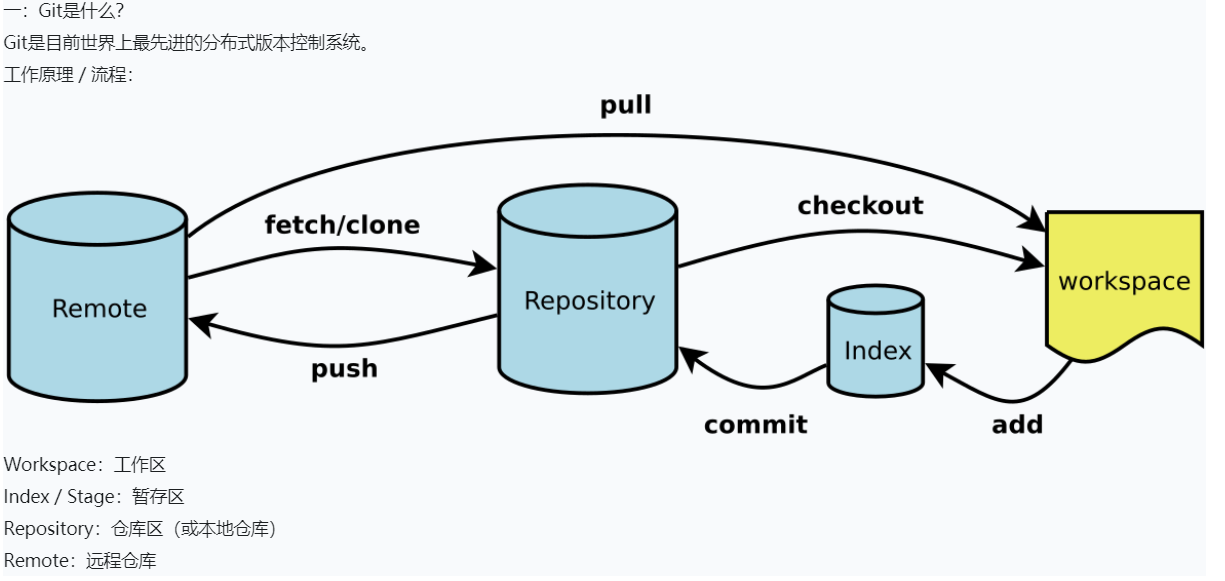 一：Git是什么？
Git是目前世界上最先进的分布式版本控制系统。
工作原理 / 流程：
pull
fetch/clone
checkout
Remote
Repository
workspace
Index
push
commit
add
Workspace：工作区
Index / Stage：暂存区
Repository：仓库区（或本地仓库）
Remote：远程仓库